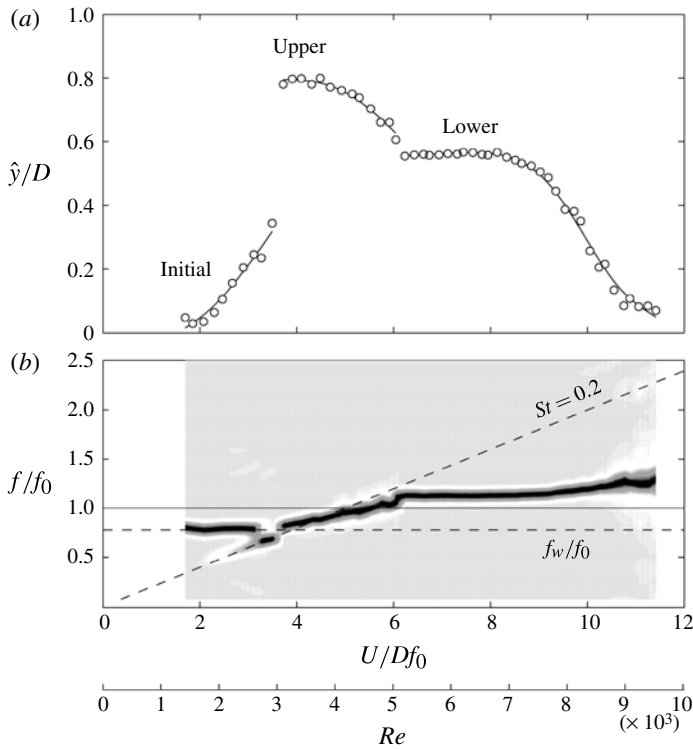 (a)
1.0
0.8
0.6
0.4
0.2
0
ŷ/D
Initial
Upper
Lower
(b)
2.5
2.0
1.5
1.0
0.5
f/f0
St = 0.2
fw/f0
0 2 4 6 8 10 12
U/Df0
0 1 2 3 4 5 6 7 8 9 10
(× 10³)
Re